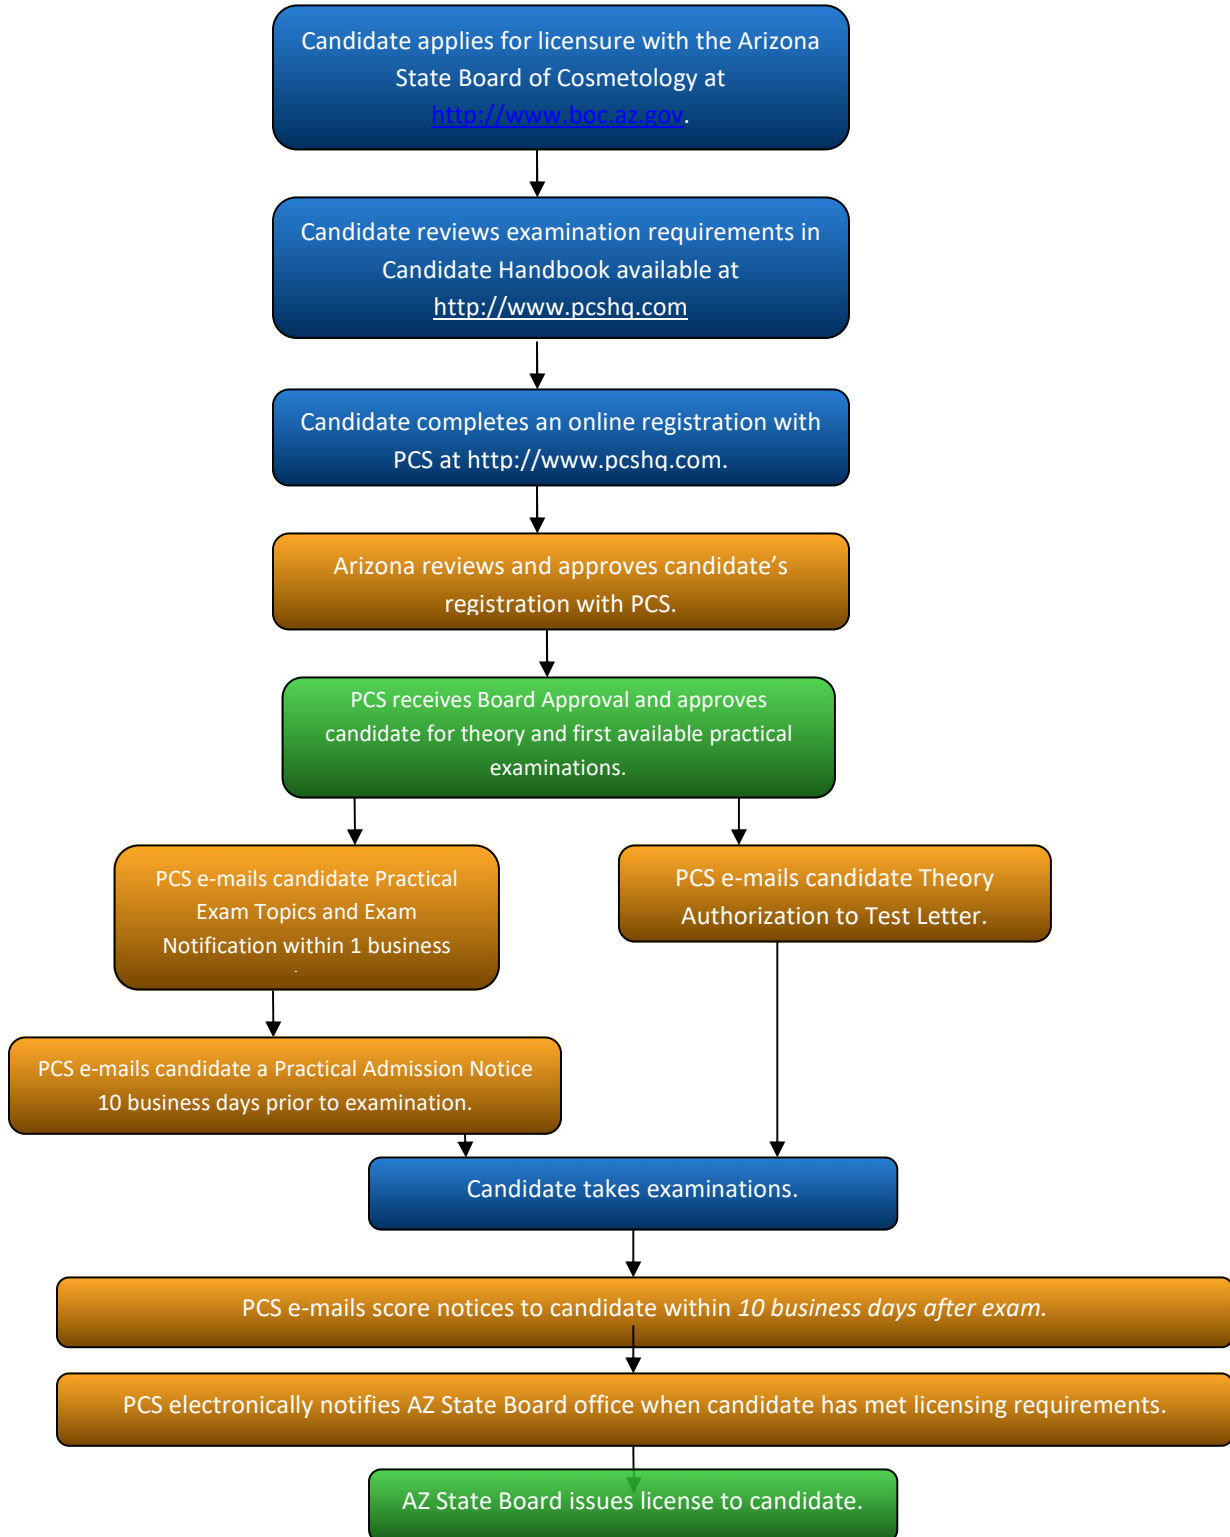 Candidate applies for licensure with the Arizona
State Board of Cosmetology at
http://www.boc.az.gov.
Candidate reviews examination requirements in
Candidate Handbook available at
http://www.pcshq.com
Candidate completes an online registration with
PCS at http://www.pcshq.com.
Arizona reviews and approves candidate’s
registration with PCS.
PCS receives Board Approval and approves
candidate for theory and first available practical
examinations.
PCS e-mails candidate Practical
Exam Topics and Exam
Notification within 1 business
PCS e-mails candidate Theory
Authorization to Test Letter.
PCS e-mails candidate a Practical Admission Notice
10 business days prior to examination.
Candidate takes examinations.
PCS e-mails score notices to candidate within 10 business days after exam.
PCS electronically notifies AZ State Board office when candidate has met licensing requirements.
AZ State Board issues license to candidate.